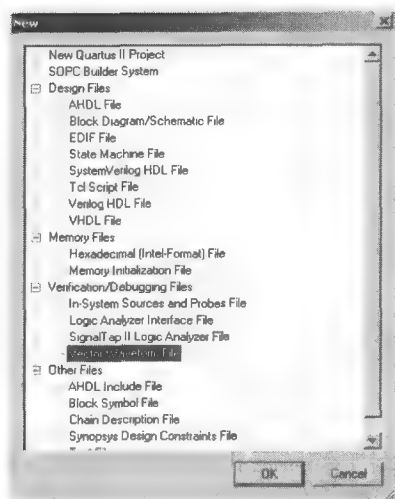 New
New Quartus II Project
SOPC Builder System
Design Files
AHDL File
Block Diagram/Schematic File
EDIF File
State Machine File
SystemVerilog HDL File
Tcl Script File
Verilog HDL File
VHDL File
Memory Files
Hexadecimal (Intel-Format) File
Memory Initialization File
Verification/Debugging Files
In-System Sources and Probes File
Logic Analyzer Interface File
SignalTap II Logic Analyzer File
Vector Waveform File
Other Files
AHDL Include File
Block Symbol File
Chain Description File
Synopsys Design Constraints File
OK
Cancel